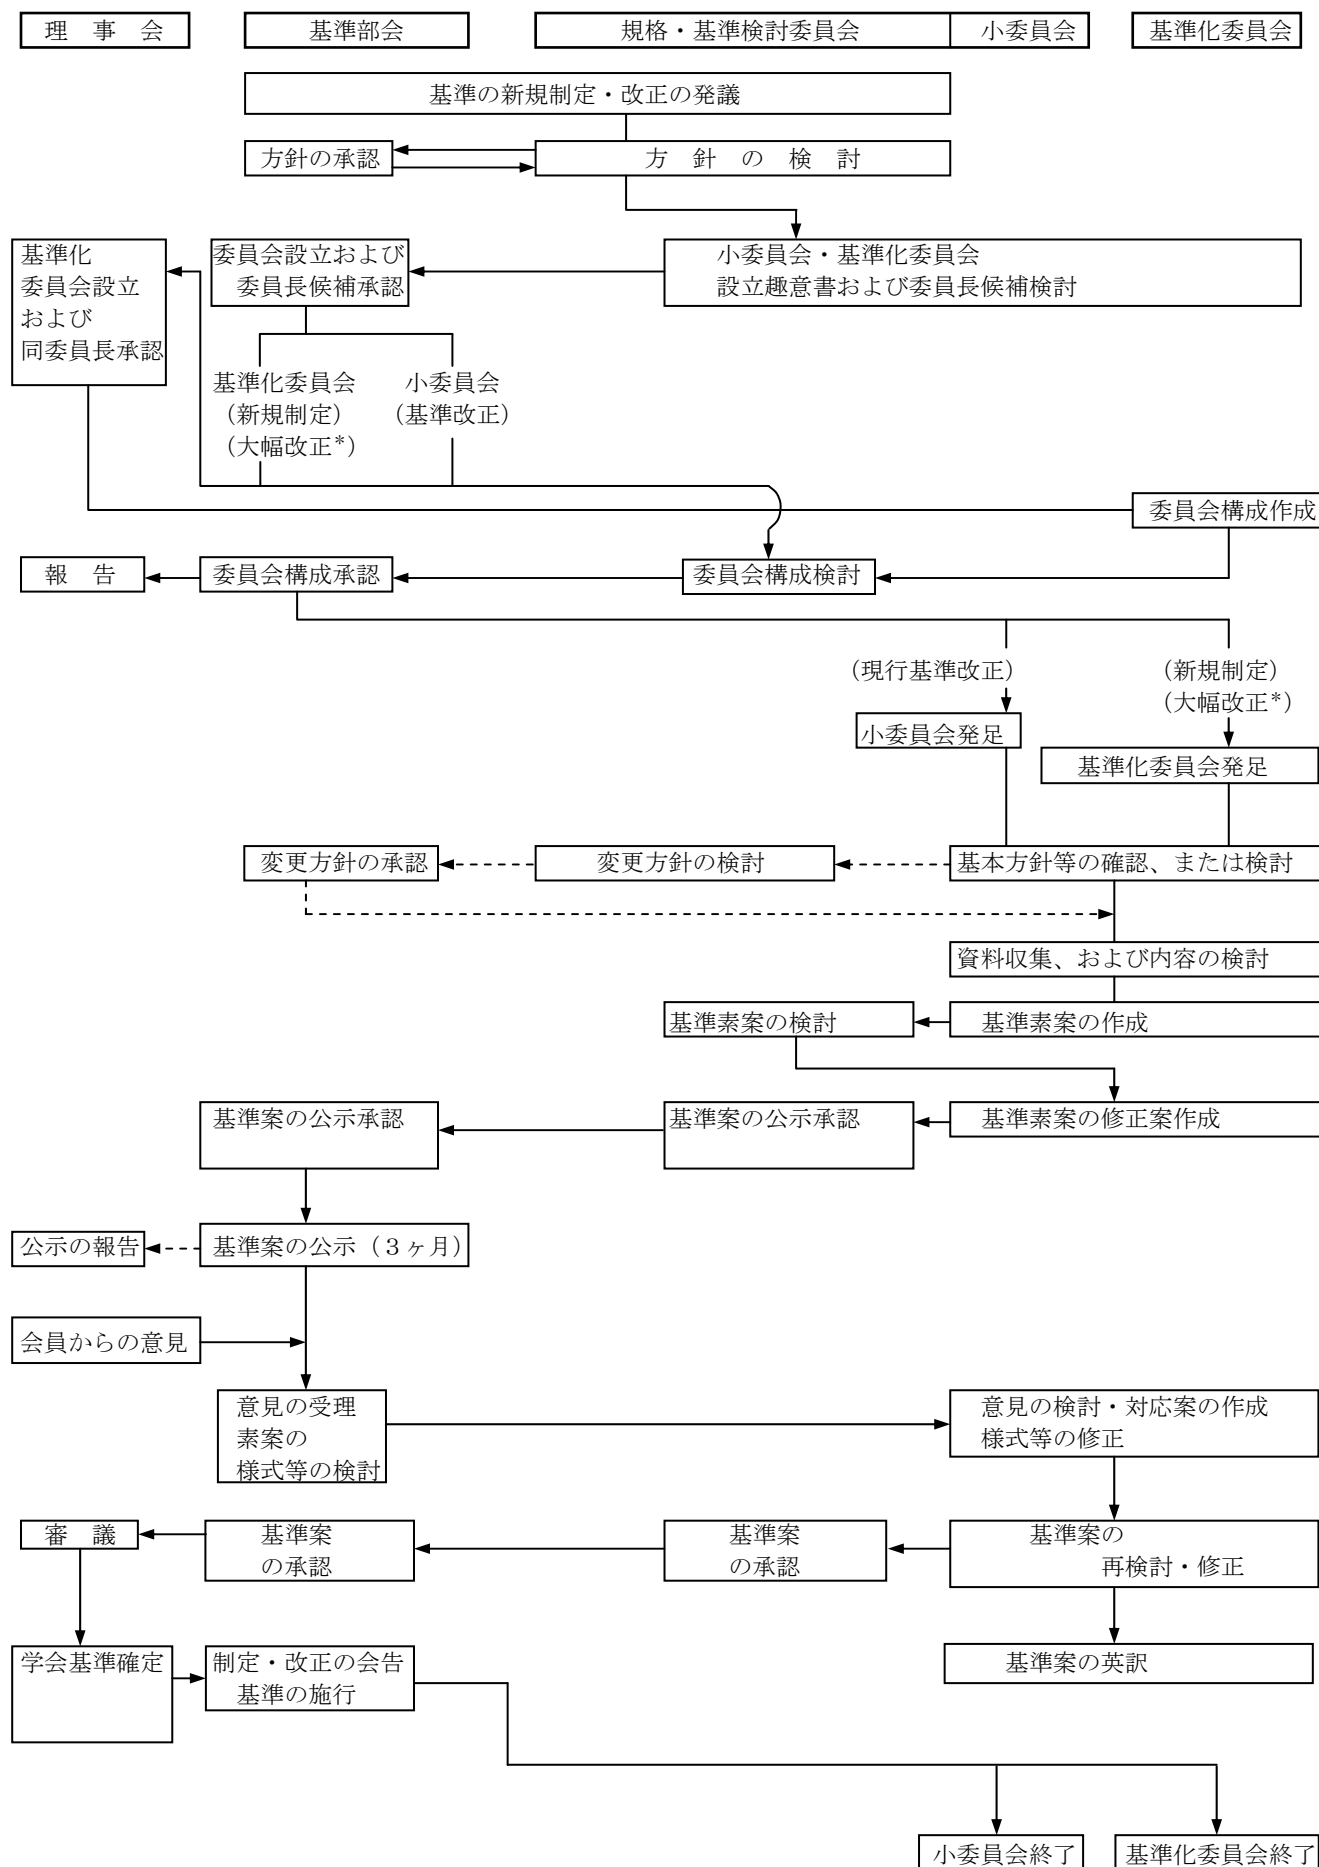 理　事　会
基準部会
規格・基準検討委員会
小委員会
基準化委員会
基準の新規制定・改正の発議
方針の承認
方　針　の　検　討
基準化
委員会設立
および
同委員長承認
委員会設立および
委員長候補承認
小委員会・基準化委員会
設立趣意書および委員長候補検討
基準化委員会
（新規制定）
（大幅改正*）
小委員会
（基準改正）
委員会構成作成
報　告
委員会構成承認
委員会構成検討
（現行基準改正）
小委員会発足
（新規制定）
（大幅改正*）
基準化委員会発足
変更方針の承認
変更方針の検討
基本方針等の確認、または検討
資料収集、および内容の検討
基準素案の検討
基準素案の作成
基準案の公示承認
基準案の公示承認
基準素案の修正案作成
公示の報告
基準案の公示（３ヶ月）
会員からの意見
意見の受理
素案の
様式等の検討
意見の検討・対応案の作成
様式等の修正
審　議
基準案
の承認
基準案
の承認
基準案の
再検討・修正
学会基準確定
制定・改正の会告
基準の施行
基準案の英訳
小委員会終了
基準化委員会終了